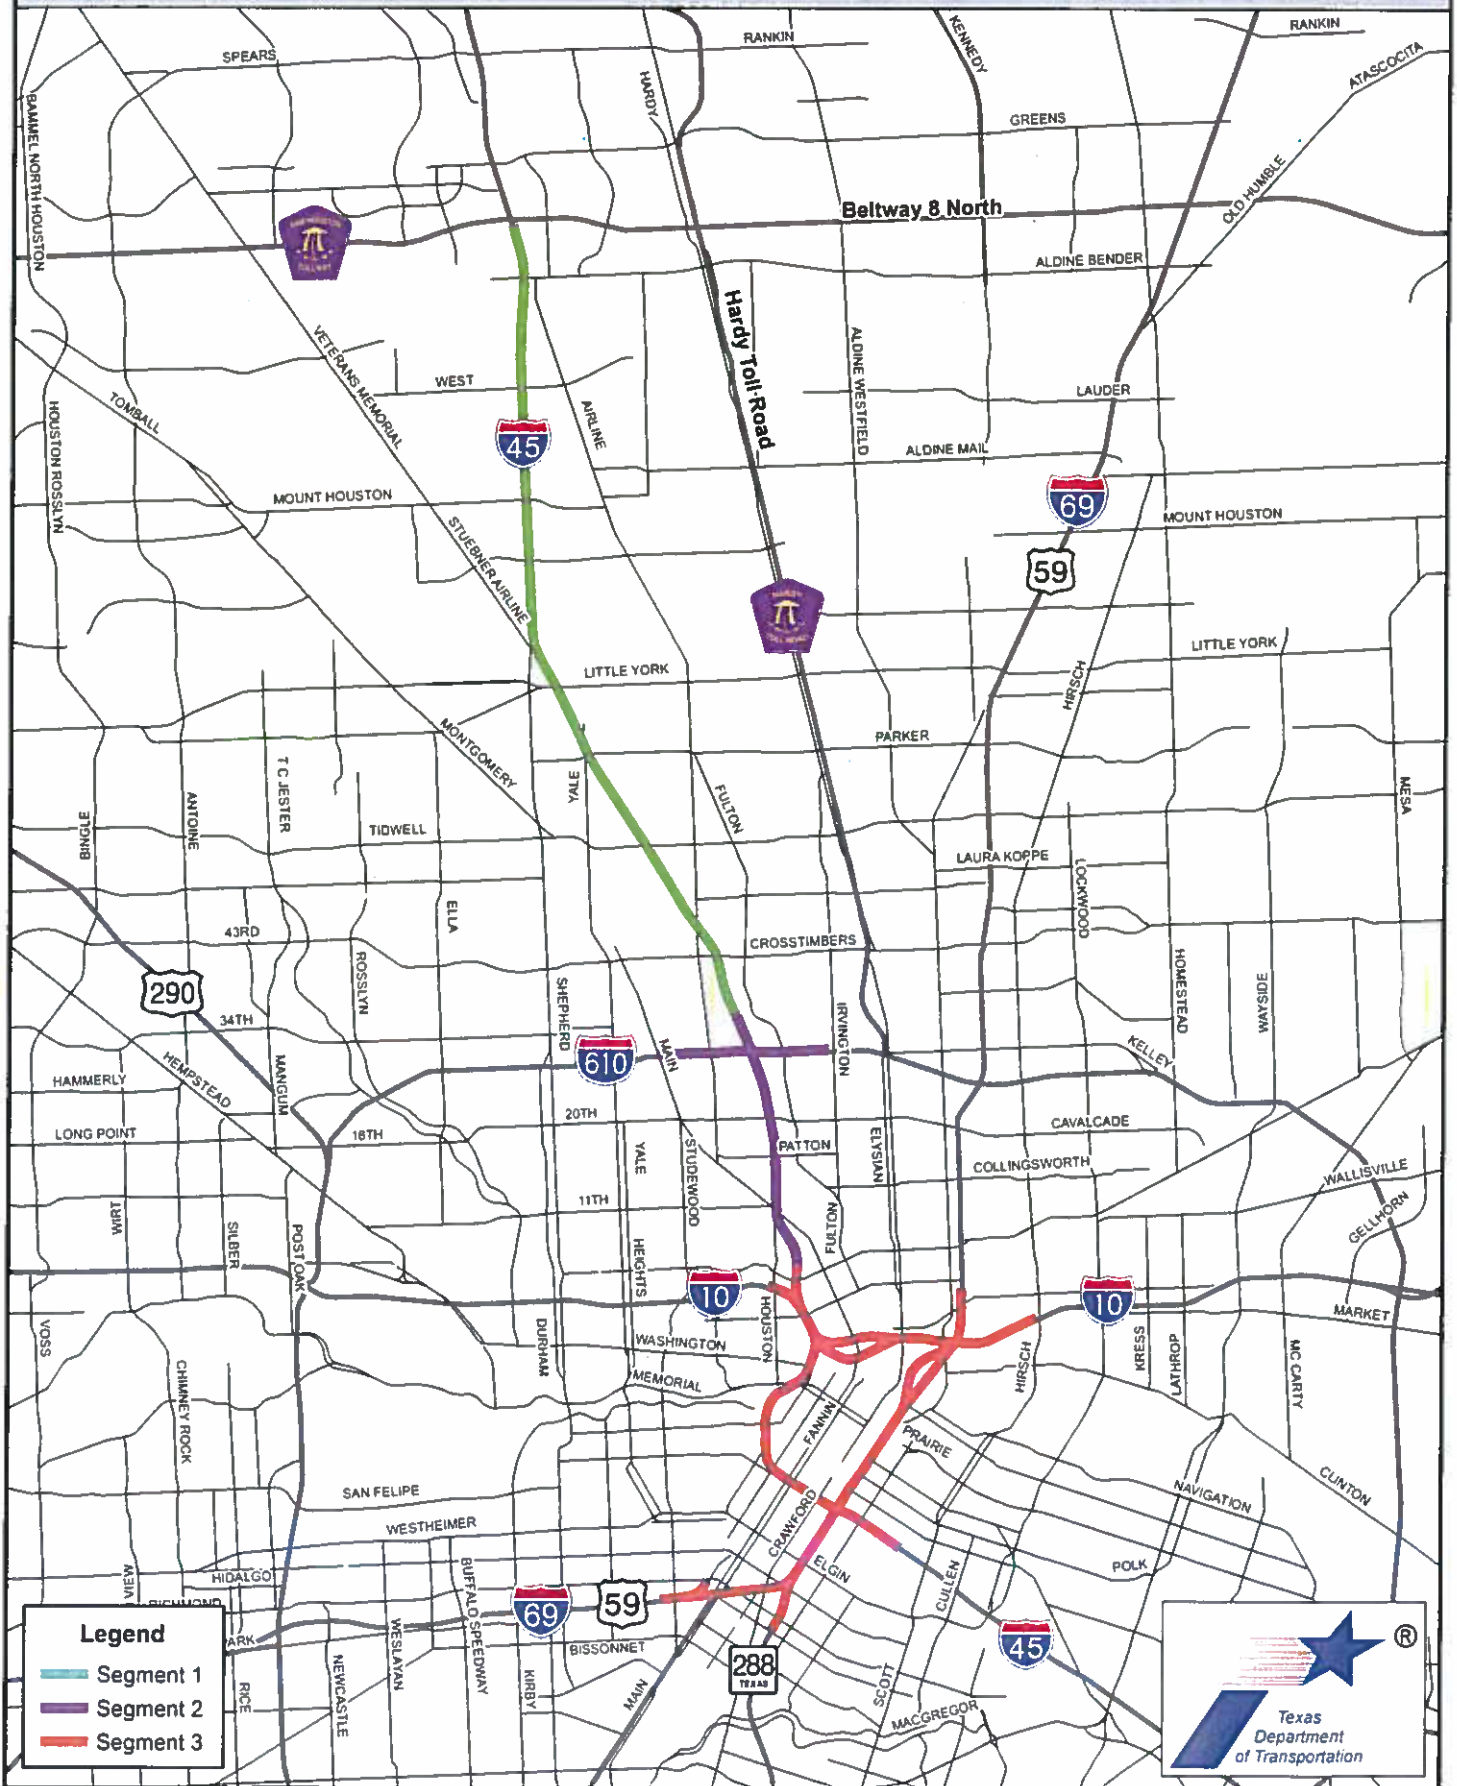 SPEARS
RANKIN
KENNEDY
RANKIN
ATASCOCITA
HARDY
BAMMEL NORTH HOUSTON
GREENS
OLD HUMBLE
Beltway 8 North
ALDINE BENDER
Hardy Toll Road
VETERANS MEMORIAL
ALDINE WESTFIELD
WEST
LAUDER
TOMBALL
HOUSTON ROSSLYN
AIRLINE
45
ALDINE MAIL
69
MOUNT HOUSTON
MOUNT HOUSTON
STUEBNER AIRLINE
59
HARDY
TOLL ROAD
LITTLE YORK
LITTLE YORK
HIRSCH
MONTGOMERY
PARKER
T C JESTER
YALE
FULTON
MESA
BINGLE
ANTOINE
TIDWELL
LAURA KOPPE
LOCKWOOD
ELLA
43RD
CROSSTIMBERS
290
ROSSLYN
SHEPHERD
HOMESTEAD
WAYSIDE
34TH
IRVINGTON
MAIN
610
KELLEY
HAMMERLY
HEMPSTEAD
MANGUM
20TH
CAVALCADE
LONG POINT
18TH
PATTON
ELYSIAN
YALE
STUDEWOOD
COLLINGSWORTH
WALLISVILLE
WIRT
SILBER
POST OAK
11TH
FULTON
GELLHORN
HEIGHTS
10
HOUSTON
10
MARKET
VOSS
DURHAM
WASHINGTON
HIRSCH
KRESS
LATHROP
MC CARTY
CHIMNEY ROCK
MEMORIAL
FANNIN
PRAIRIE
SAN FELIPE
CRAWFORD
NAVIGATION
CLINTON
WESTHEIMER
ELGIN
POLK
VIEW
HIDALGO
BUFFALO SPEEDWAY
CULLEN
RICHMOND
69
59
45
ARK
WESLAYAN
BISSONNET
288
TEXAS
RICE
NEWCASTLE
KIRBY
MAIN
SCOTT
MACGREGOR
Legend
Segment 1
Segment 2
Segment 3
®
Texas
Department
of Transportation